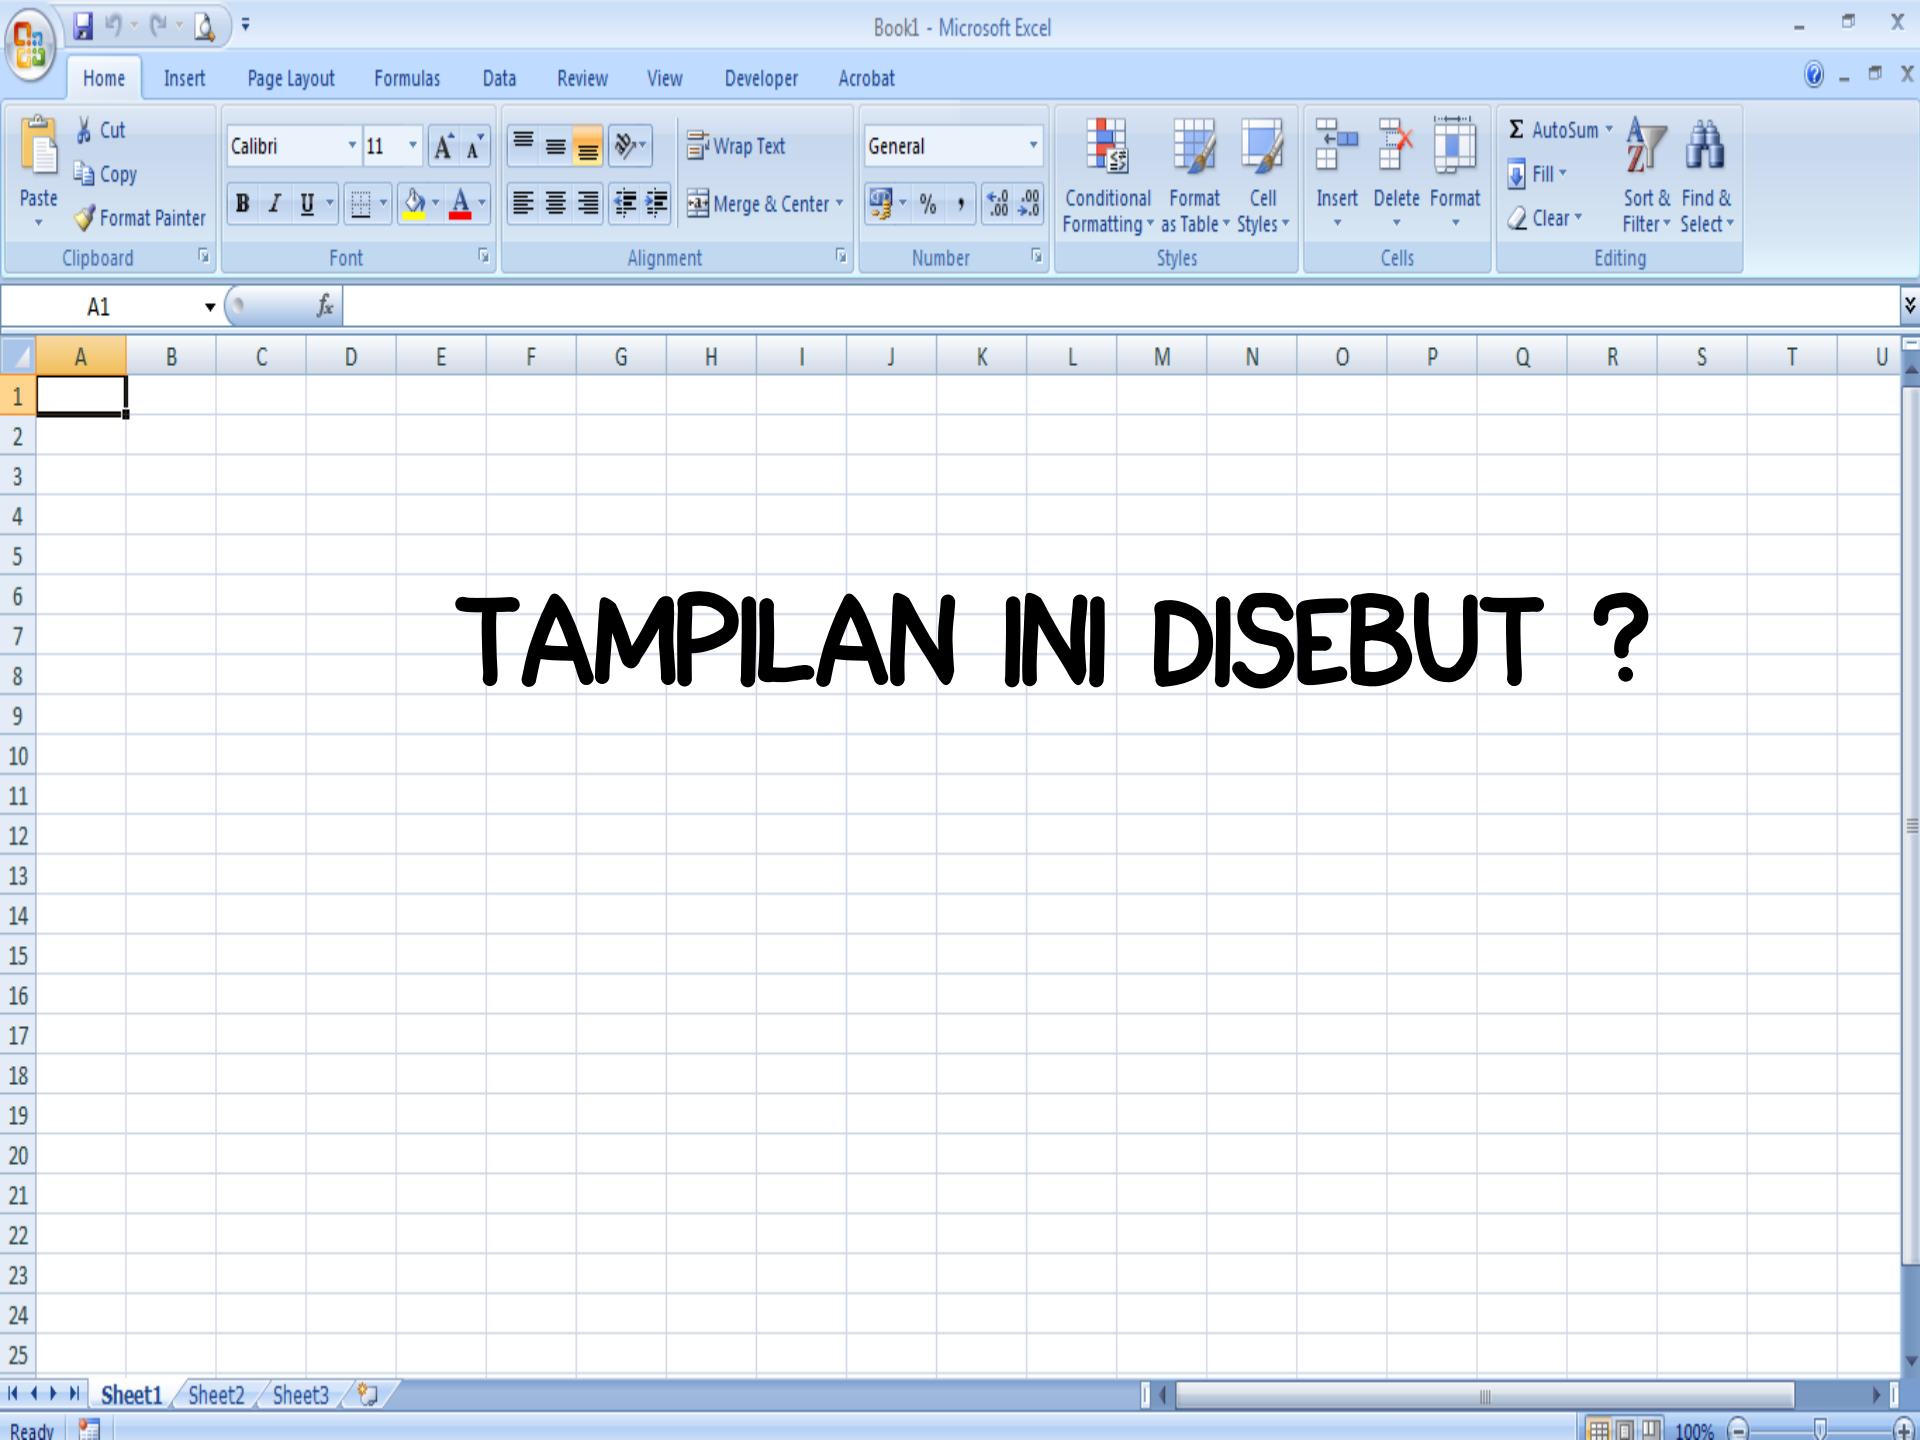 Book1 - Microsoft Excel
Home Insert Page Layout Formulas Data Review View Developer Acrobat
Paste
Cut
Copy
Format Painter
Clipboard
Calibri 11
B I U
Font
Wrap Text
Merge & Center
Alignment
General
Number
Conditional Formatting
Format as Table
Cell Styles
Styles
Insert Delete Format
Cells
Σ AutoSum
Fill
Clear
Sort & Filter
Find & Select
Editing
A1 fx
A B C D E F G H I J K L M N O P Q R S T U
1
2
3
4
5
6
7
8
TAMPILAN INI DISEBUT ?
9
10
11
12
13
14
15
16
17
18
19
20
21
22
23
24
25
Sheet1 Sheet2 Sheet3
Ready 100%